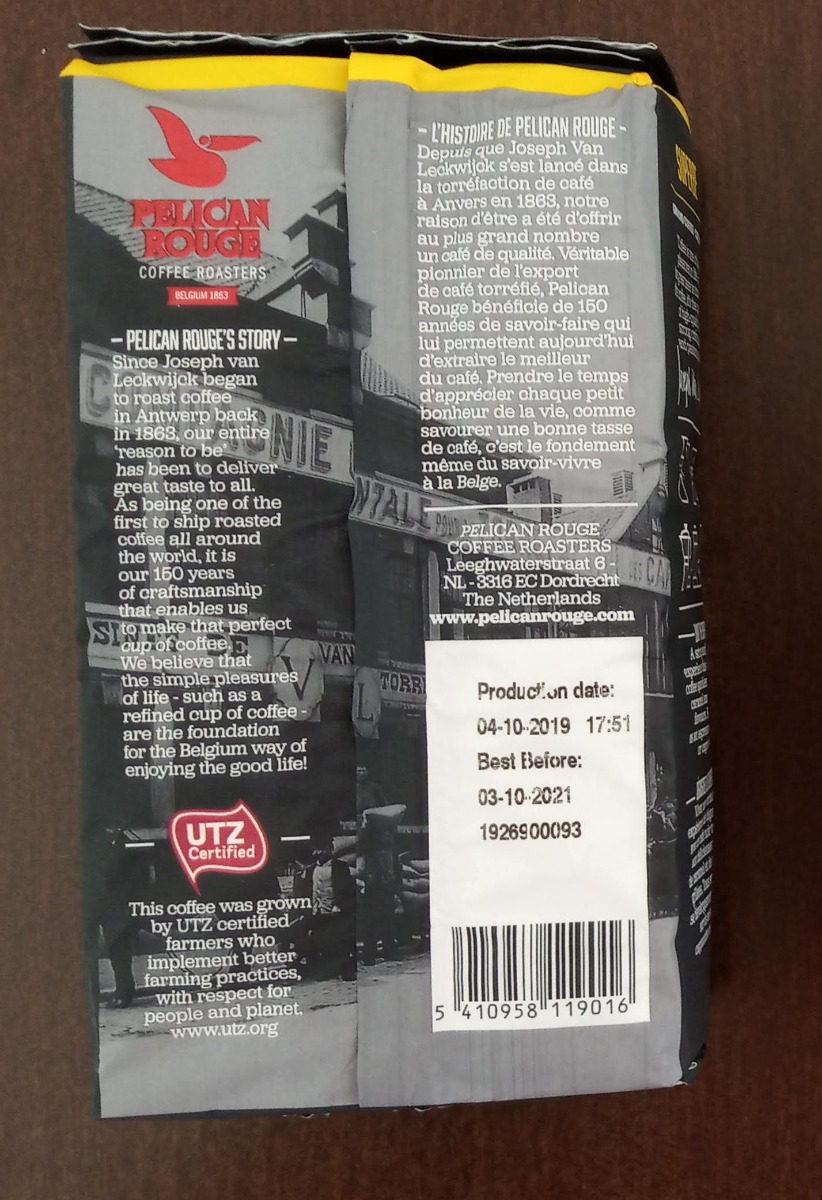 PELICAN
ROUGE
COFFEE ROASTERS
BELGIUM 1863
- PELICAN ROUGE'S STORY -
Since Joseph van
Leckwijck began
to roast coffee
in Antwerp back
in 1863, our entire
'reason to be'
has been to deliver
great taste to all.
As being one of the
first to ship roasted
coffee all around
the world, it is
our 150 years
of craftsmanship
that enables us
to make that perfect
cup of coffee.
We believe that
the simple pleasures
of life - such as a
refined cup of coffee -
are the foundation
for the Belgium way of
enjoying the good life!
UTZ
Certified
This coffee was grown
by UTZ certified
farmers who
implement better
farming practices,
with respect for
people and planet.
www.utz.org
- L'HISTOIRE DE PELICAN ROUGE -
Depuis que Joseph Van
Leckwijck s'est lancé dans
la torréfaction de café
à Anvers en 1863, notre
raison d'être a été d'offrir
au plus grand nombre
un café de qualité. Véritable
pionnier de l'export
de café torréfié, Pelican
Rouge bénéficie de 150
années de savoir-faire qui
lui permettent aujourd'hui
d'extraire le meilleur
du café. Prendre le temps
d'apprécier chaque petit
bonheur de la vie, comme
savourer une bonne tasse
de café, c'est le fondement
même du savoir-vivre
à la Belge.
PELICAN ROUGE
COFFEE ROASTERS
Leeghwaterstraat 6 -
NL - 3316 EC Dordrecht
The Netherlands
www.pelicanrouge.com
Production date:
04-10-2019 17:51
Best Before:
03-10-2021
1926900093
5 410958 119016
VAN